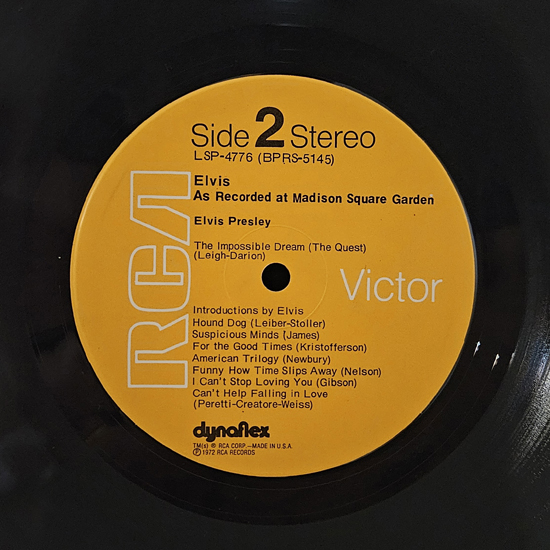 Side 2 Stereo
LSP-4776 (BPRS-5145)
Elvis
As Recorded at Madison Square Garden
Elvis Presley
The Impossible Dream (The Quest)
(Leigh-Darion)
RCA
Victor
Introductions by Elvis
Hound Dog (Leiber-Stoller)
Suspicious Minds (James)
For the Good Times (Kristofferson)
American Trilogy (Newbury)
Funny How Time Slips Away (Nelson)
I Can't Stop Loving You (Gibson)
Can't Help Falling in Love
(Peretti-Creatore-Weiss)
dynaflex
TM(s) ® RCA CORP.—MADE IN U.S.A.
℗ 1972 RCA RECORDS